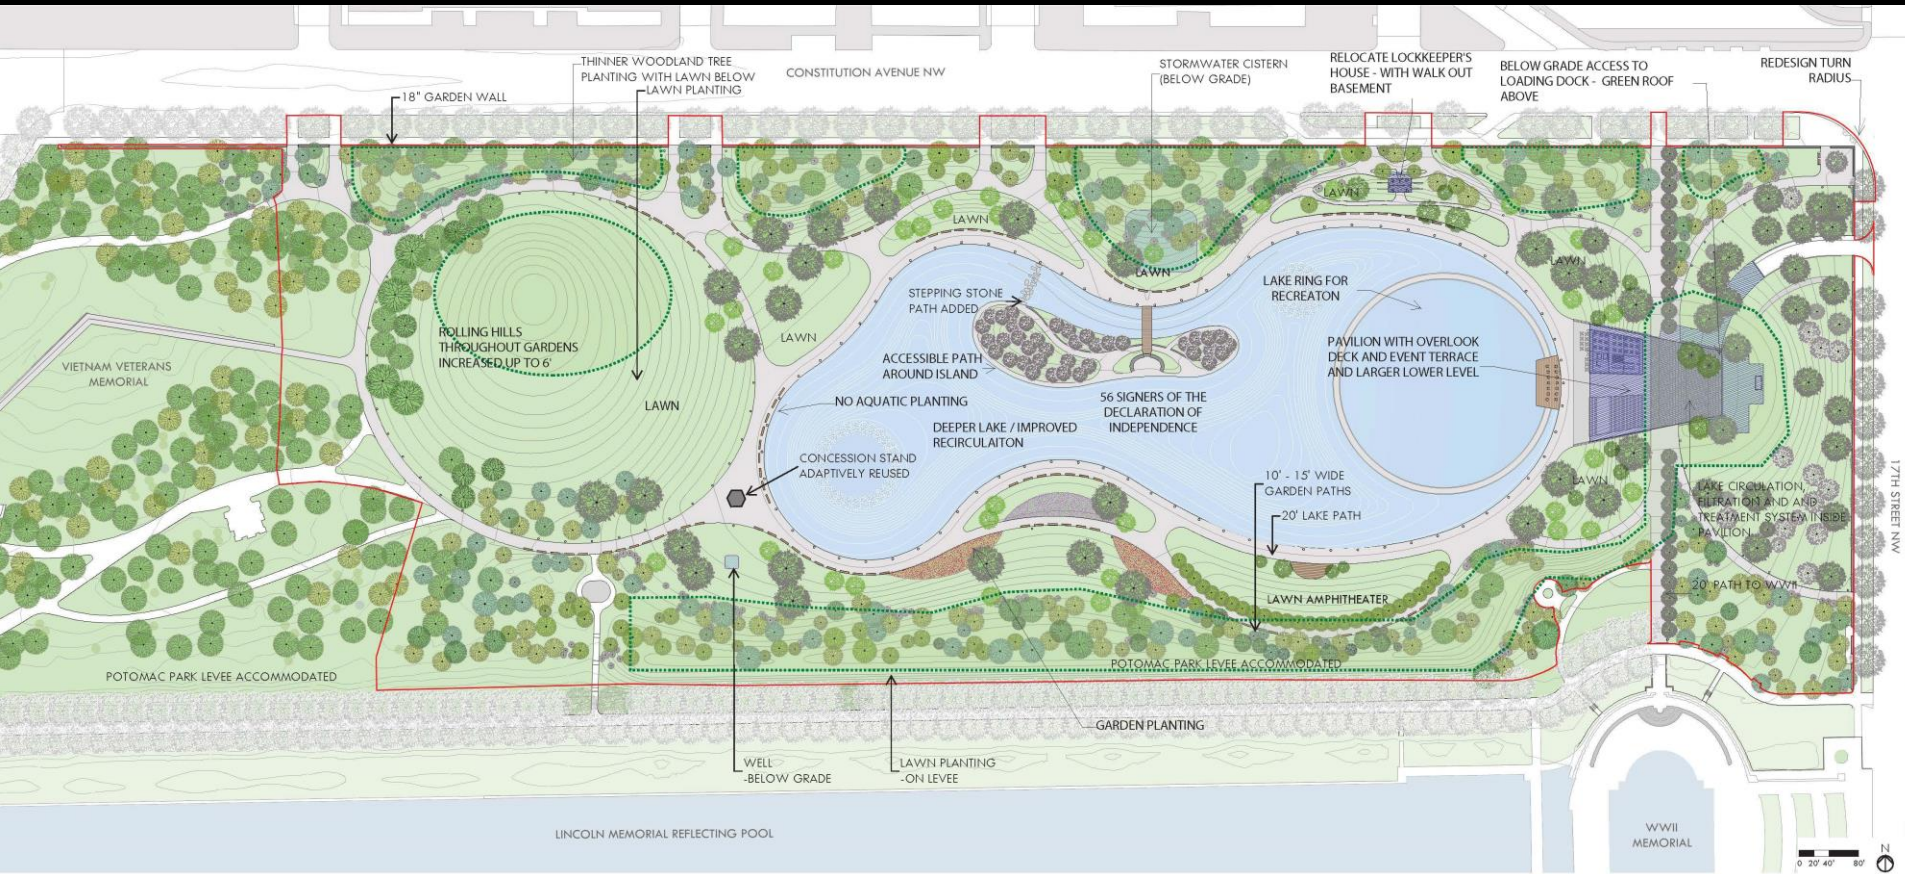 THINNER WOODLAND TREE
PLANTING WITH LAWN BELOW
LAWN PLANTING
CONSTITUTION AVENUE NW
STORMWATER CISTERN
(BELOW GRADE)
RELOCATE LOCKKEEPER'S
HOUSE - WITH WALK OUT
BASEMENT
BELOW GRADE ACCESS TO
LOADING DOCK - GREEN ROOF
ABOVE
REDESIGN TURN
RADIUS
18" GARDEN WALL
LAWN
LAWN
LAWN
LAWN
STEPPING STONE
PATH ADDED
LAKE RING FOR
RECREATON
ROLLING HILLS
THROUGHOUT GARDENS
INCREASED UP TO 6'
LAWN
VIETNAM VETERANS
MEMORIAL
ACCESSIBLE PATH
AROUND ISLAND
PAVILION WITH OVERLOOK
DECK AND EVENT TERRACE
AND LARGER LOWER LEVEL
LAWN
NO AQUATIC PLANTING
56 SIGNERS OF THE
DECLARATION OF
INDEPENDENCE
DEEPER LAKE / IMPROVED
RECIRCULAITON
CONCESSION STAND
ADAPTIVELY REUSED
10' - 15' WIDE
GARDEN PATHS
20' LAKE PATH
LAWN
LAKE CIRCULATION,
FILTRATION AND AND
TREATMENT SYSTEM INSIDE
PAVILION
17TH STREET NW
20' PATH TO WWII
LAWN AMPHITHEATER
POTOMAC PARK LEVEE ACCOMMODATED
POTOMAC PARK LEVEE ACCOMMODATED
GARDEN PLANTING
WELL
-BELOW GRADE
LAWN PLANTING
-ON LEVEE
LINCOLN MEMORIAL REFLECTING POOL
WWII
MEMORIAL
0 20' 40' 80'
N